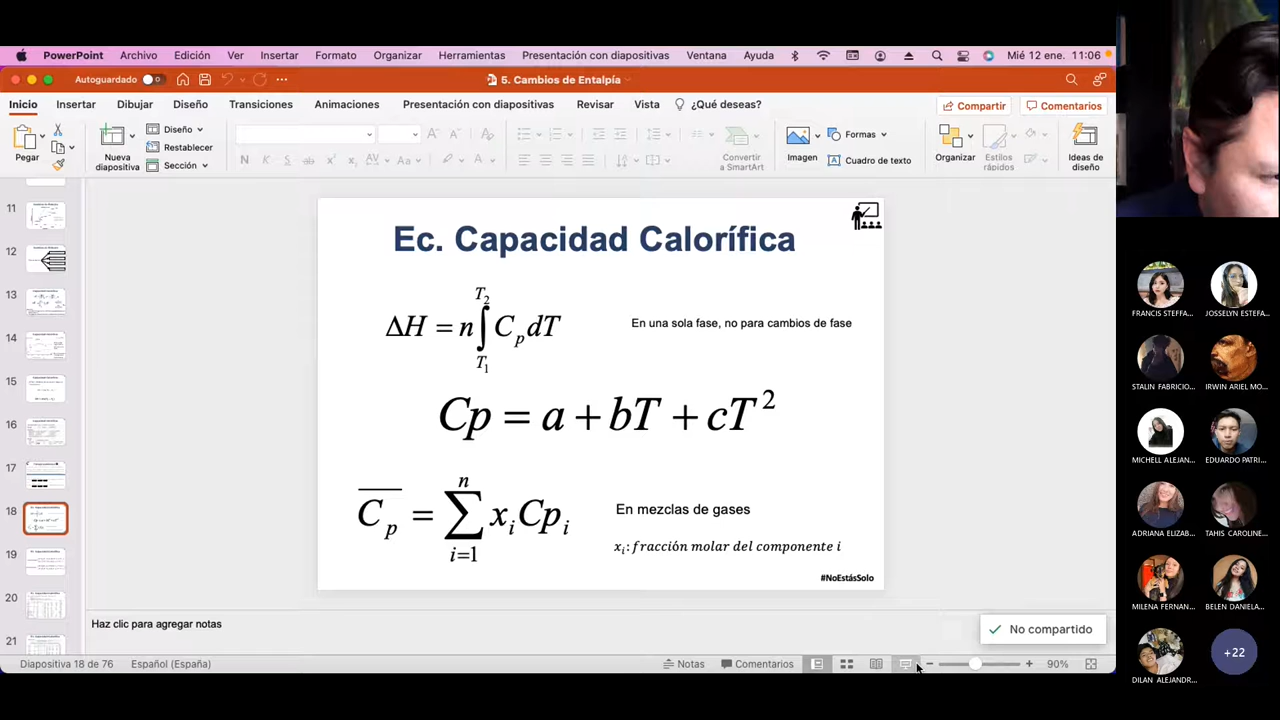 PowerPoint Archivo Edición Ver Insertar Formato Organizar Herramientas Presentación con diapositivas Ventana Ayuda Mié 12 ene. 11:06
Autoguardado 5. Cambios de Entalpía
Inicio Insertar Dibujar Diseño Transiciones Animaciones Presentación con diapositivas Revisar Vista ¿Qué deseas? Compartir Comentarios
Pegar
Nueva diapositiva
Diseño
Restablecer
Sección
N K S
Convertir a SmartArt
Imagen
Formas
Cuadro de texto
Organizar
Estilos rápidos
Ideas de diseño
11
12
13
14
15
16
17
18
19
20
21
Ec. Capacidad Calorífica
ΔH = n∫_{T₁}^{T₂} C_p dT
En una sola fase, no para cambios de fase
Cp = a + bT + cT²
\overline{C_p} = \sum_{i=1}^{n} x_i Cp_i
En mezclas de gases
x_i: fracción molar del componente i
#NoEstásSolo
Haz clic para agregar notas
No compartido
Diapositiva 18 de 76 Español (España) Notas Comentarios 90%
FRANCIS STEFFA... JOSSELYN ESTEFA...
STALIN FABRICIO... IRWIN ARIEL MO...
MICHELL ALEJAN... EDUARDO PATRI...
ADRIANA ELIZAB... TAHIS CAROLINE...
MILENA FERNAN... BELEN DANIELA...
+22
DILAN ALEJANDR...